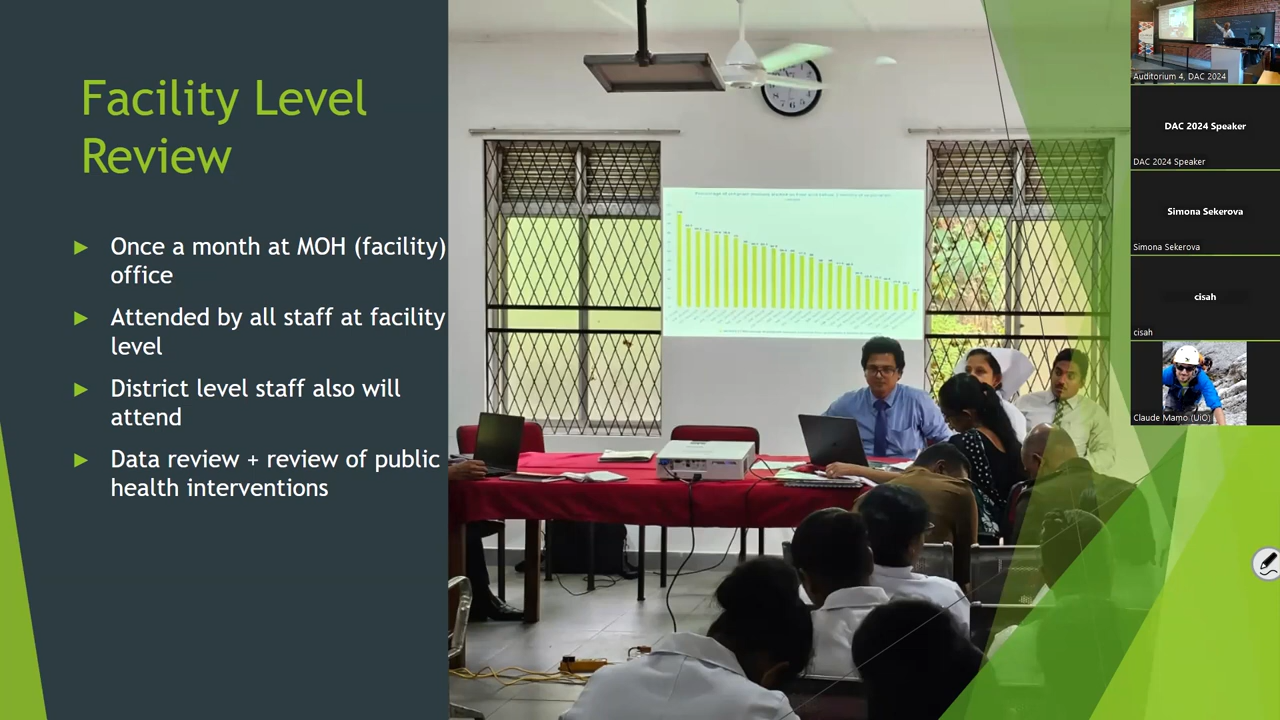 Facility Level
Review
Once a month at MOH (facility)
office
Attended by all staff at facility
level
District level staff also will
attend
Data review + review of public
health interventions
Auditorium 4, DAC 2024
DAC 2024 Speaker
DAC 2024 Speaker
Simona Sekerova
Simona Sekerova
cisah
cisah
Claude Mamo (UiO)